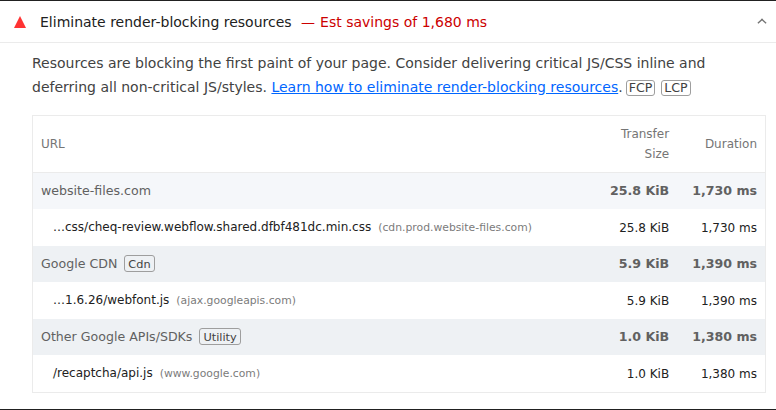 Eliminate render-blocking resources — Est savings of 1,680 ms
Resources are blocking the first paint of your page. Consider delivering critical JS/CSS inline and
deferring all non-critical JS/styles. Learn how to eliminate render-blocking resources. FCP LCP
URL Transfer Size Duration
website-files.com 25.8 KiB 1,730 ms
…css/cheq-review.webflow.shared.dfbf481dc.min.css (cdn.prod.website-files.com) 25.8 KiB 1,730 ms
Google CDN Cdn 5.9 KiB 1,390 ms
…1.6.26/webfont.js (ajax.googleapis.com) 5.9 KiB 1,390 ms
Other Google APIs/SDKs Utility 1.0 KiB 1,380 ms
/recaptcha/api.js (www.google.com) 1.0 KiB 1,380 ms